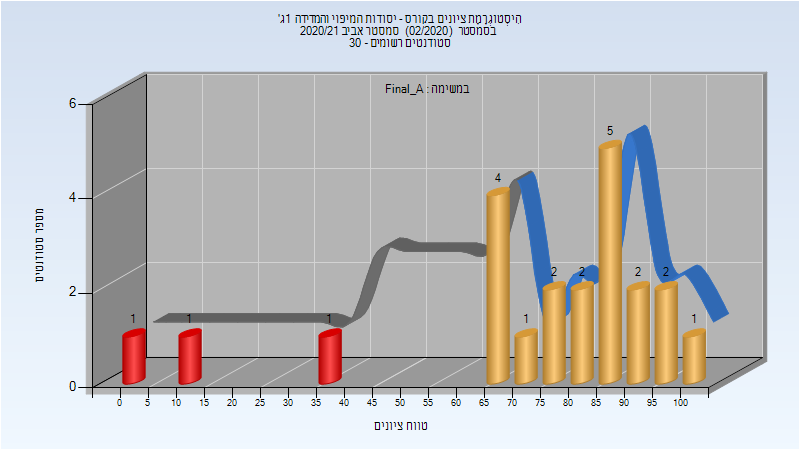 היסטוגרמת ציונים בקורס - יסודות המיפוי והמדידה 1ג'
בסמסטר (02/2020) סמסטר אביב 2020/21
סטודנטים רשומים - 30
במשימה : Final_A
מספר סטודנטים
6
4
2
0
1
1
1
4
1
2
2
5
2
2
1
0 5 10 15 20 25 30 35 40 45 50 55 60 65 70 75 80 85 90 95 100
טווח ציונים